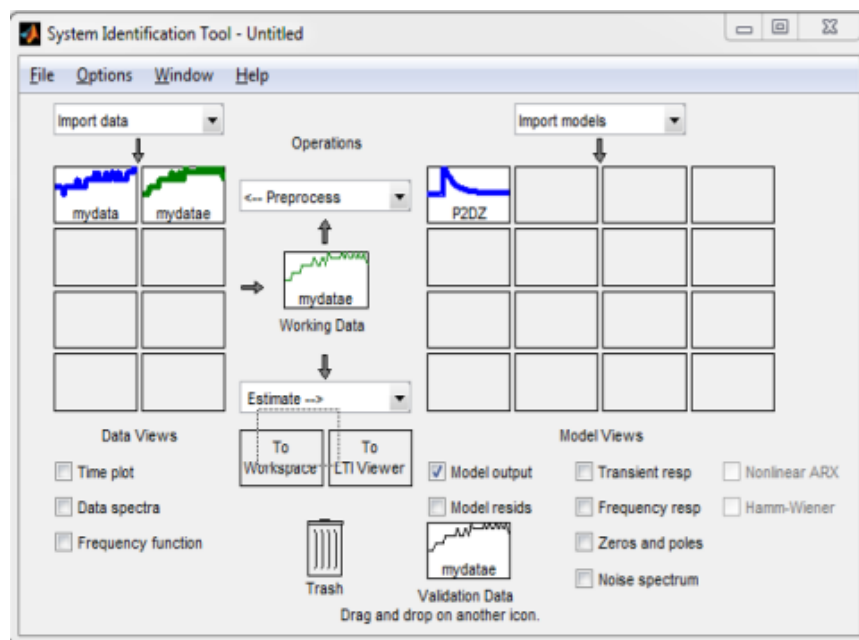 System Identification Tool - Untitled
File Options Window Help
Import data
Import models
Operations
mydata
mydatae
<-- Preprocess
P2DZ
mydatae
Working Data
Estimate -->
Data Views
To Workspace
To LTI Viewer
Model Views
Time plot
Model output
Transient resp
Nonlinear ARX
Data spectra
Model resids
Frequency resp
Hamm-Wiener
Frequency function
Zeros and poles
mydatae
Noise spectrum
Trash
Validation Data
Drag and drop on another icon.